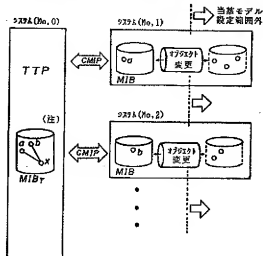 当該モデル
設定範囲外
システム(No,0)
システム(No,1)
TTP
CMIP
a
オブジェクト
変更
MIB
システム(No,2)
(注)
a
b
x
MIBT
CMIP
b
オブジェクト
変更
MIB